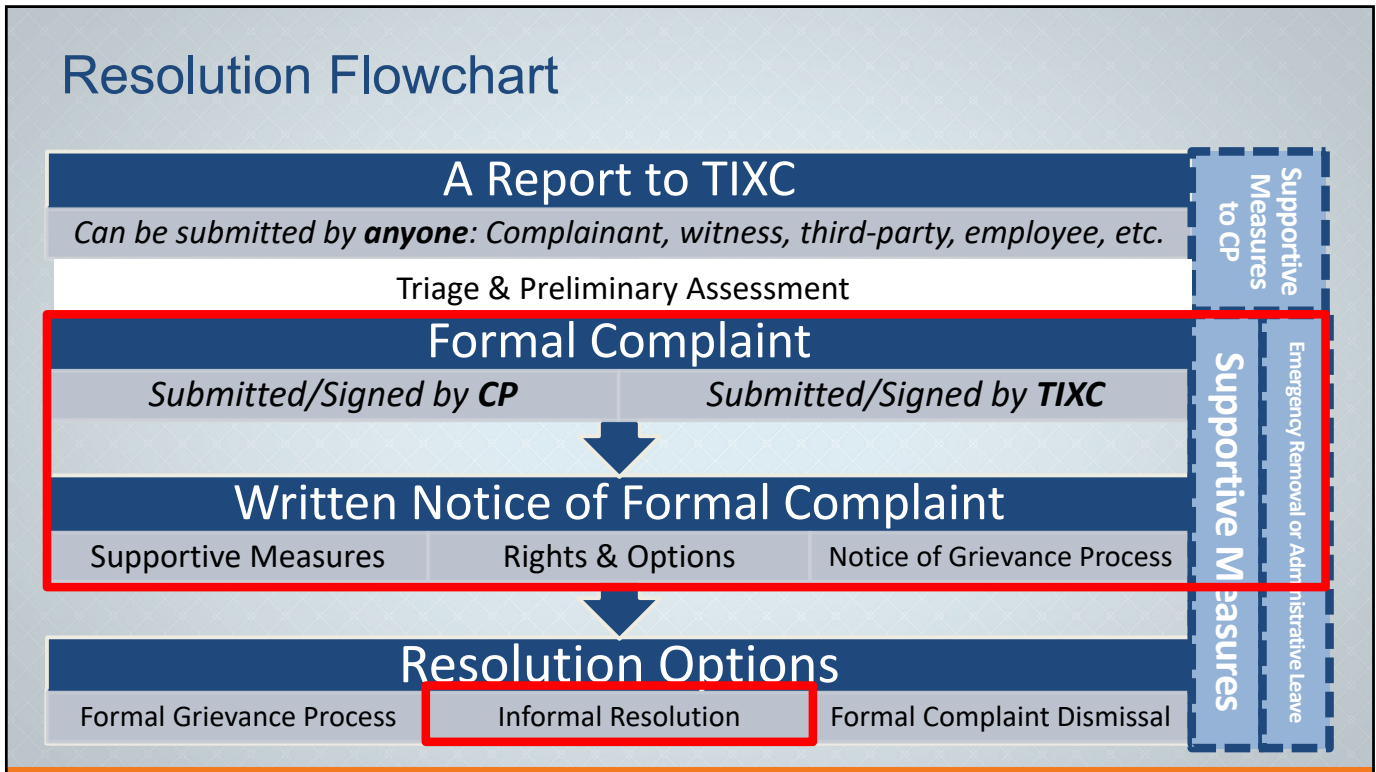 Resolution Flowchart
A Report to TIXC
Can be submitted by anyone: Complainant, witness, third-party, employee, etc.
Triage & Preliminary Assessment
Supportive
Measures
to CP
Formal Complaint
Submitted/Signed by CP
Submitted/Signed by TIXC
Written Notice of Formal Complaint
Supportive Measures
Rights & Options
Notice of Grievance Process
Resolution Options
Formal Grievance Process
Informal Resolution
Formal Complaint Dismissal
Supportive Measures
Emergency Removal or Administrative Leave